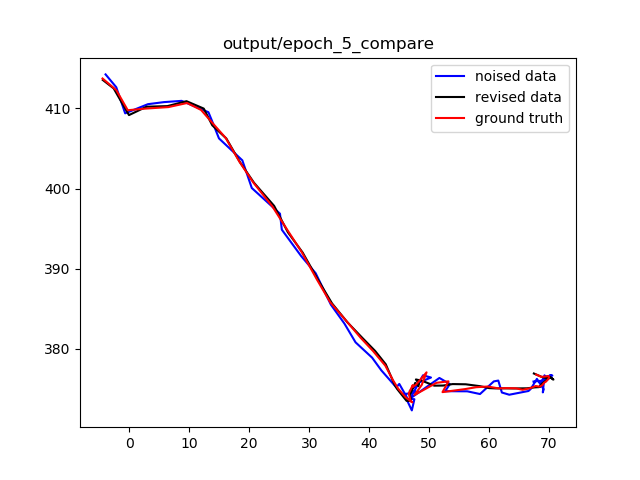 output/epoch_5_compare
noised data
revised data
ground truth
410
400
390
380
0 10 20 30 40 50 60 70